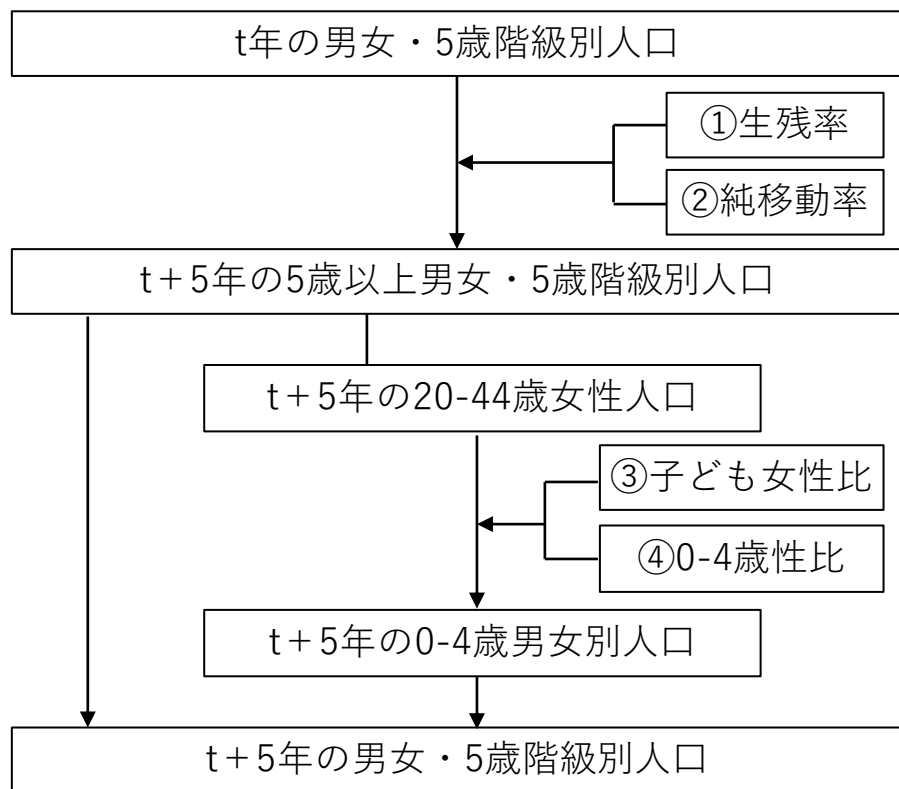 t年の男女・5歳階級別人口
①生残率
②純移動率
t＋5年の5歳以上男女・5歳階級別人口
t＋5年の20-44歳女性人口
③子ども女性比
④0-4歳性比
t＋5年の0-4歳男女別人口
t＋5年の男女・5歳階級別人口